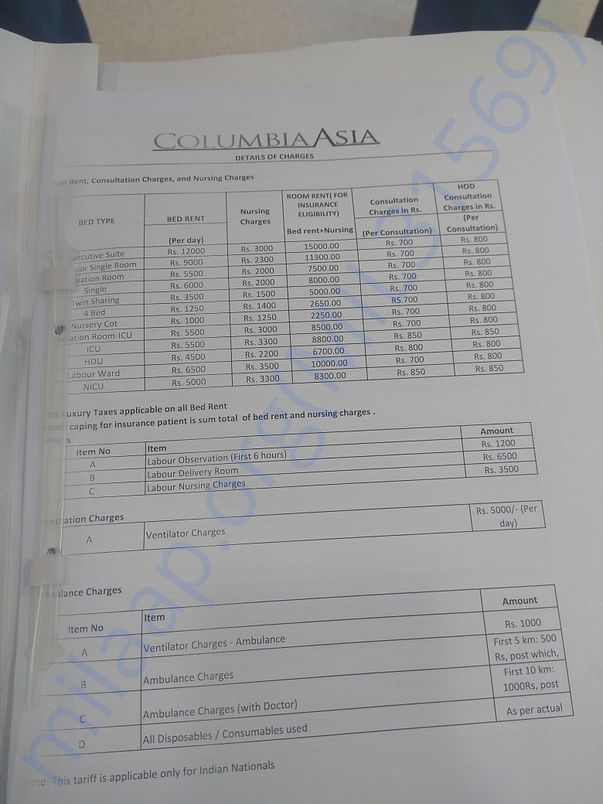 COLUMBIA ASIA
DETAILS OF CHARGES
Rent, Consultation Charges, and Nursing Charges
BED TYPE BED RENT (Per day) Nursing Charges ROOM RENT( FOR INSURANCE ELIGIBILITY) Bed rent+Nursing Consultation Charges in Rs. (Per Consultation) HDD Consultation Charges in Rs. (Per Consultation)
xecutive Suite Rs. 12000 Rs. 3000 15000.00 Rs. 700 Rs. 800
ior Single Room Rs. 9000 Rs. 2300 11300.00 Rs. 700 Rs. 800
lation Room Rs. 5500 Rs. 2000 7500.00 Rs. 700 Rs. 800
Single Rs. 6000 Rs. 2000 8000.00 Rs. 700 Rs. 800
Twin Sharing Rs. 3500 Rs. 1500 5000.00 Rs. 700 Rs. 800
4 Bed Rs. 1250 Rs. 1400 2650.00 RS.700 Rs. 800
Nursery Cot Rs. 1000 Rs. 1250 2250.00 Rs. 700 Rs. 800
ation Room-ICU Rs. 5500 Rs. 3000 8500.00 Rs. 700 Rs. 800
ICU Rs. 5500 Rs. 3300 8800.00 Rs. 850 Rs. 850
HDU Rs. 4500 Rs. 2200 6700.00 Rs. 800 Rs. 800
Labour Ward Rs. 6500 Rs. 3500 10000.00 Rs. 700 Rs. 800
NICU Rs. 5000 Rs. 3300 8300.00 Rs. 850 Rs. 850
Luxury Taxes applicable on all Bed Rent
caping for insurance patient is sum total of bed rent and nursing charges .
Item No Item Amount
A Labour Observation (First 6 hours) Rs. 1200
B Labour Delivery Room Rs. 6500
C Labour Nursing Charges Rs. 3500
ntilation Charges
A Ventilator Charges Rs. 5000/- (Per day)
ulance Charges
Item No Item Amount
A Ventilator Charges - Ambulance Rs. 1000
B Ambulance Charges First 5 km: 500 Rs, post which,
C Ambulance Charges (with Doctor) First 10 km: 1000Rs, post
D All Disposables / Consumables used As per actual
Note: This tariff is applicable only for Indian Nationals
milaap.org(Mili 31569)